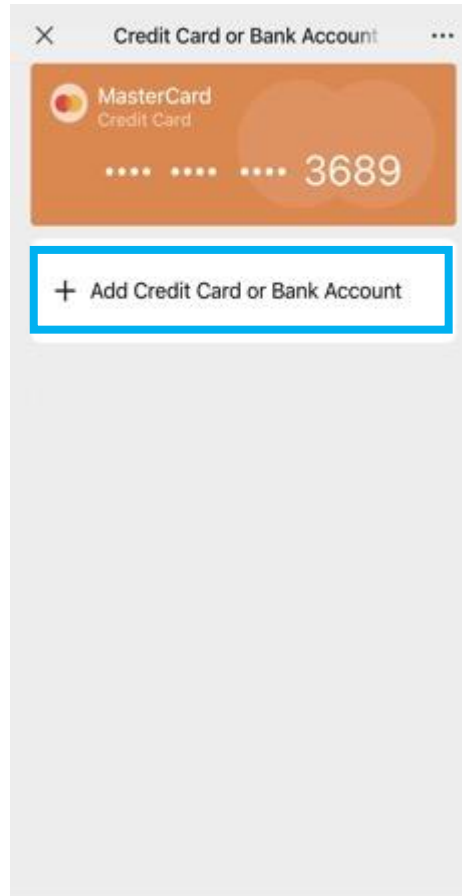 Credit Card or Bank Account
MasterCard
Credit Card
•••• •••• •••• 3689
+ Add Credit Card or Bank Account